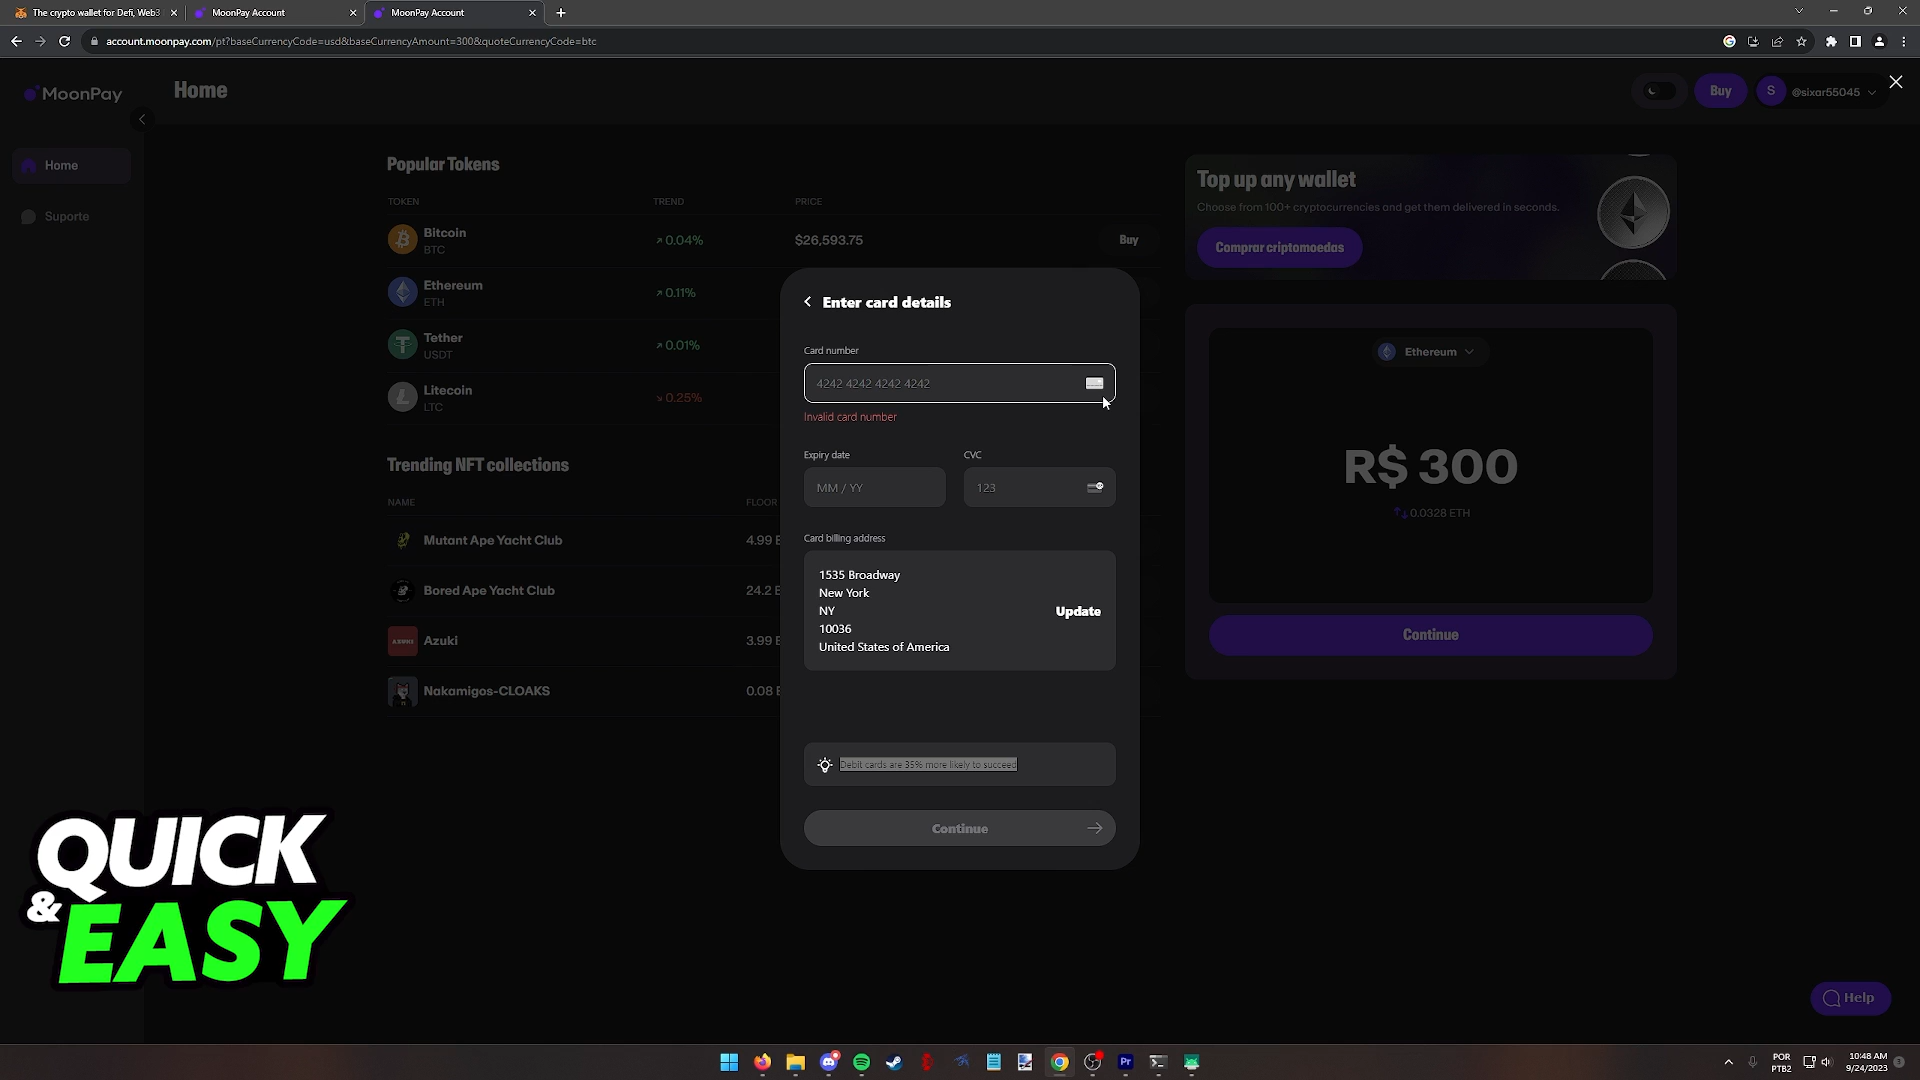 The crypto wallet for Defi, Web3
MoonPay Account
MoonPay Account
account.moonpay.com/pt?baseCurrencyCode=usd&baseCurrencyAmount=300&quoteCurrencyCode=btc
MoonPay
Home
Buy
S
@sixar55045
Home
Suporte
Popular Tokens
TOKEN TREND PRICE
Bitcoin
BTC
0.04%
$26,593.75
Buy
Ethereum
ETH
0.11%
Tether
USDT
0.01%
Litecoin
LTC
0.25%
Trending NFT collections
NAME FLOOR
Mutant Ape Yacht Club 4.99 E
Bored Ape Yacht Club 24.2 E
AZUKI
Azuki 3.99 E
Nakamigos-CLOAKS 0.08 E
Enter card details
Card number
4242 4242 4242 4242
Invalid card number
Expiry date CVC
MM / YY 123
Card billing address
1535 Broadway
New York
NY
10036
United States of America
Update
Debit cards are 35% more likely to succeed
Continue
Top up any wallet
Choose from 100+ cryptocurrencies and get them delivered in seconds.
Comprar criptomoedas
Ethereum
R$ 300
0.0328 ETH
Continue
QUICK
&EASY
Help
Pr
POR
PTB2
10:48 AM
9/24/2023
3